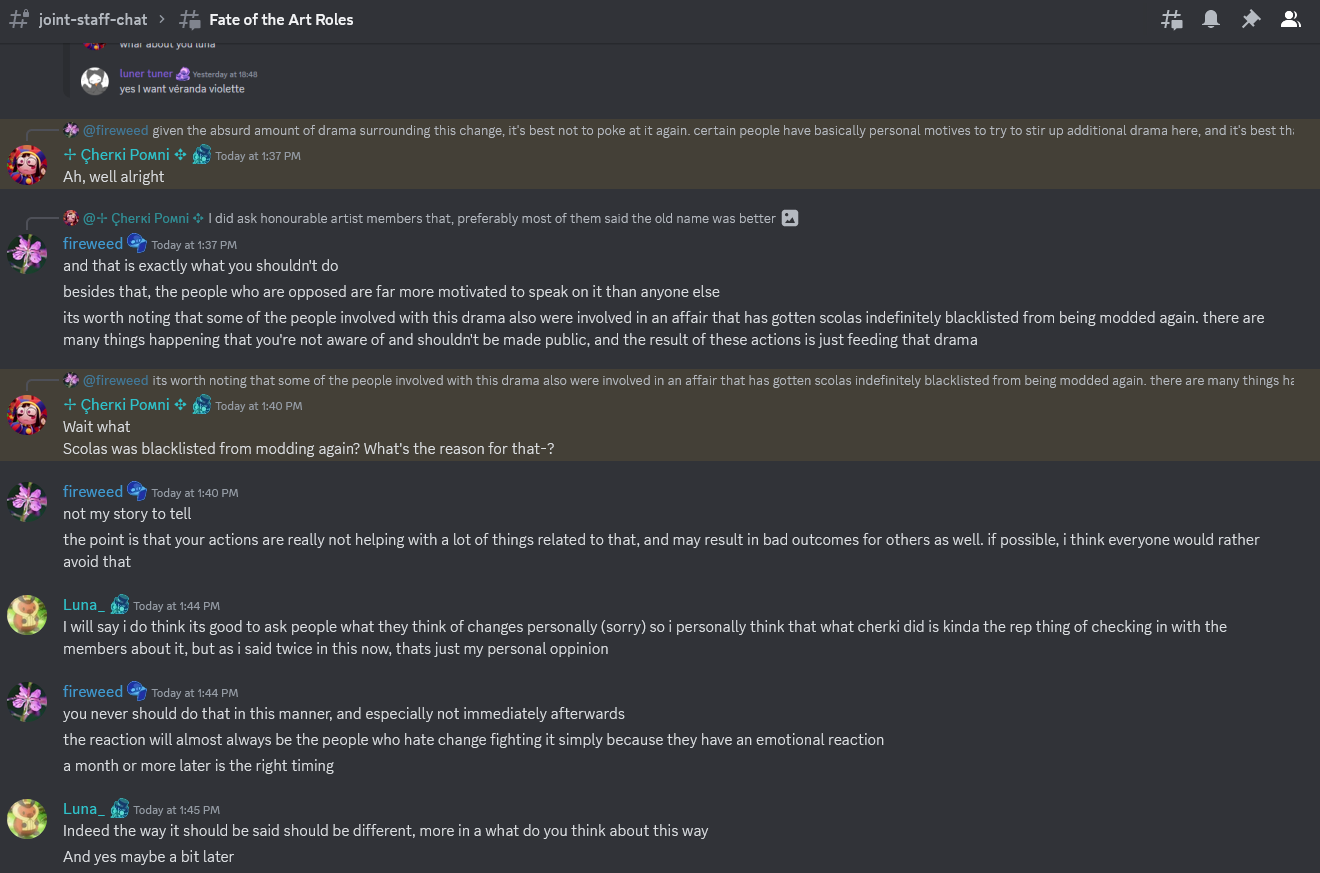 joint-staff-chat › Fate of the Art Roles
what about you luna
luner tuner Yesterday at 18:48
yes I want véranda violette
@fireweed given the absurd amount of drama surrounding this change, it's best not to poke at it again. certain people have basically personal motives to try to stir up additional drama here, and it's best tha
✢ Çherкi Poмni ✣ Today at 1:37 PM
Ah, well alright
@✢ Çherкi Poмni ✣ I did ask honourable artist members that, preferably most of them said the old name was better
fireweed Today at 1:37 PM
and that is exactly what you shouldn't do
besides that, the people who are opposed are far more motivated to speak on it than anyone else
its worth noting that some of the people involved with this drama also were involved in an affair that has gotten scolas indefinitely blacklisted from being modded again. there are
many things happening that you're not aware of and shouldn't be made public, and the result of these actions is just feeding that drama
@fireweed its worth noting that some of the people involved with this drama also were involved in an affair that has gotten scolas indefinitely blacklisted from being modded again. there are many things ha
✢ Çherкi Poмni ✣ Today at 1:40 PM
Wait what
Scolas was blacklisted from modding again? What's the reason for that-?
fireweed Today at 1:40 PM
not my story to tell
the point is that your actions are really not helping with a lot of things related to that, and may result in bad outcomes for others as well. if possible, i think everyone would rather
avoid that
Luna_ Today at 1:44 PM
I will say i do think its good to ask people what they think of changes personally (sorry) so i personally think that what cherki did is kinda the rep thing of checking in with the
members about it, but as i said twice in this now, thats just my personal oppinion
fireweed Today at 1:44 PM
you never should do that in this manner, and especially not immediately afterwards
the reaction will almost always be the people who hate change fighting it simply because they have an emotional reaction
a month or more later is the right timing
Luna_ Today at 1:45 PM
Indeed the way it should be said should be different, more in a what do you think about this way
And yes maybe a bit later